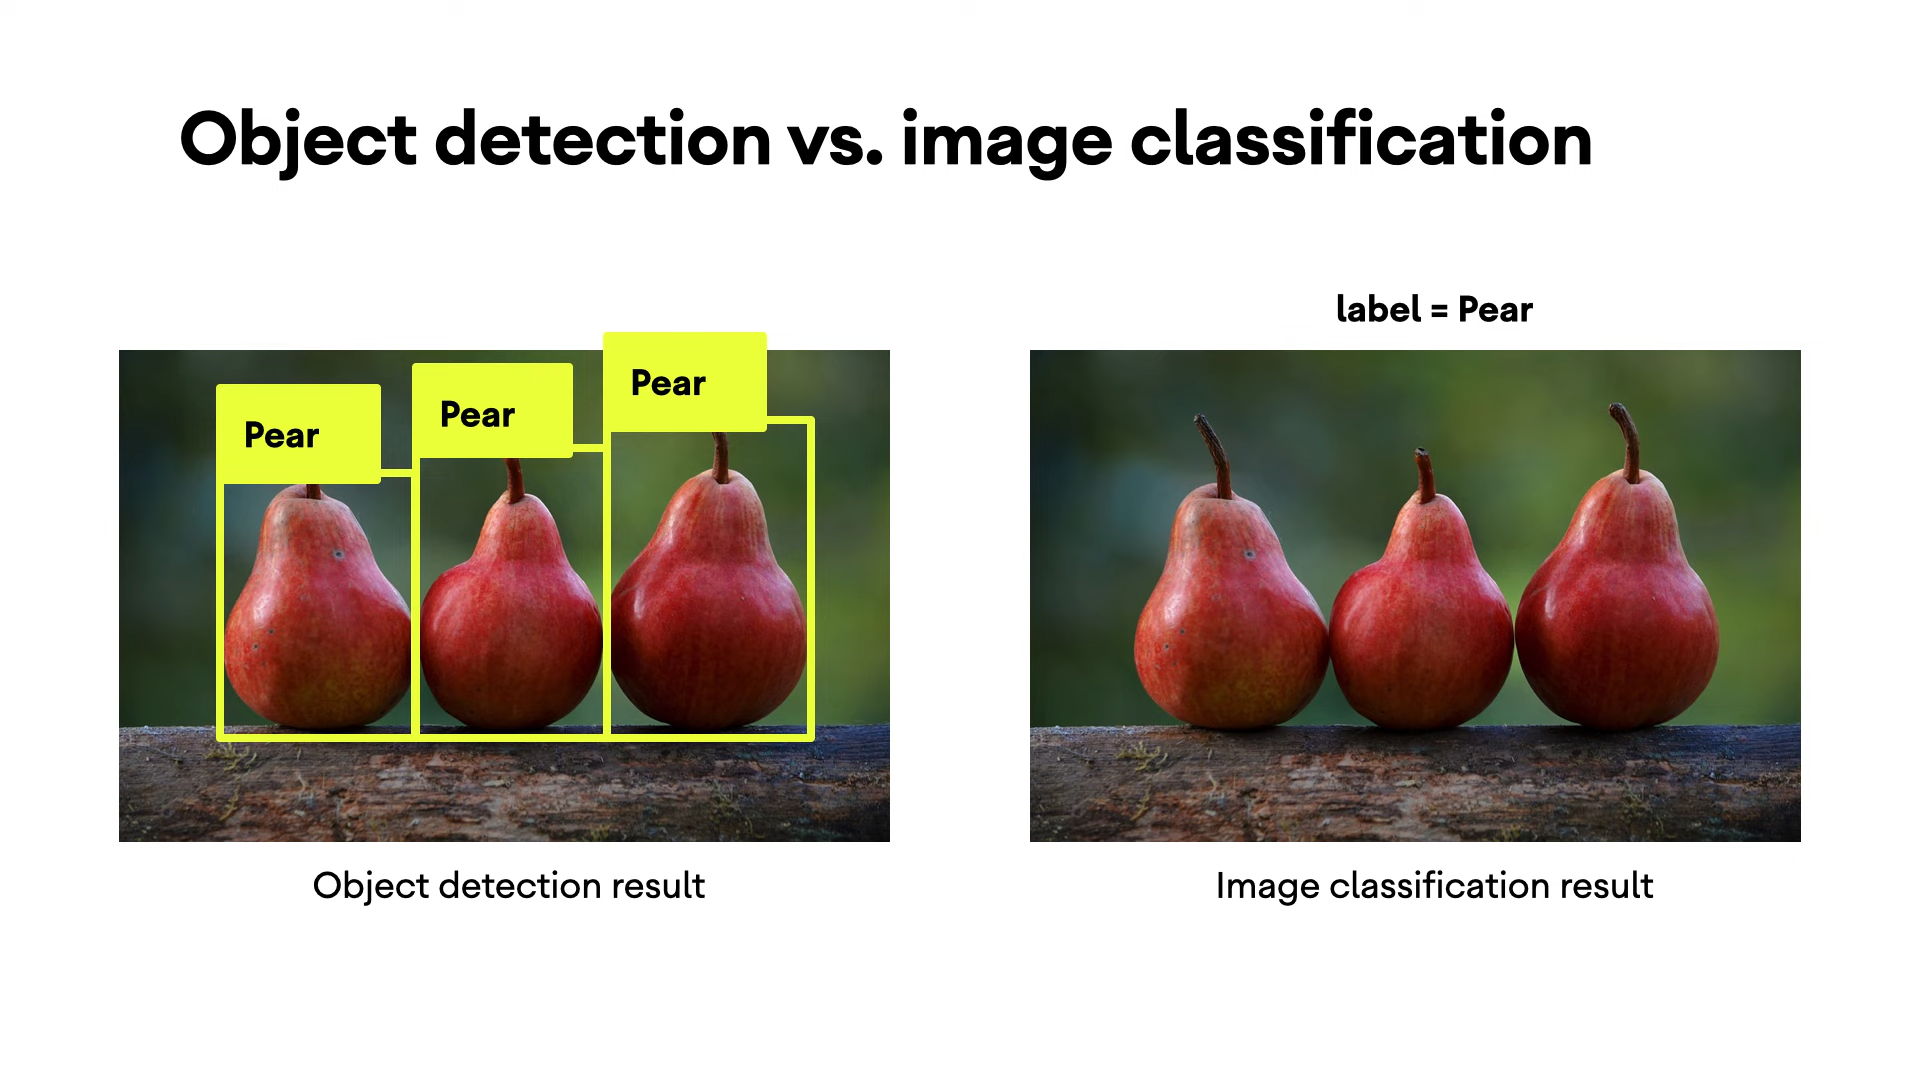 Object detection vs. image classification
label = Pear
Pear
Pear
Pear
Object detection result
Image classification result